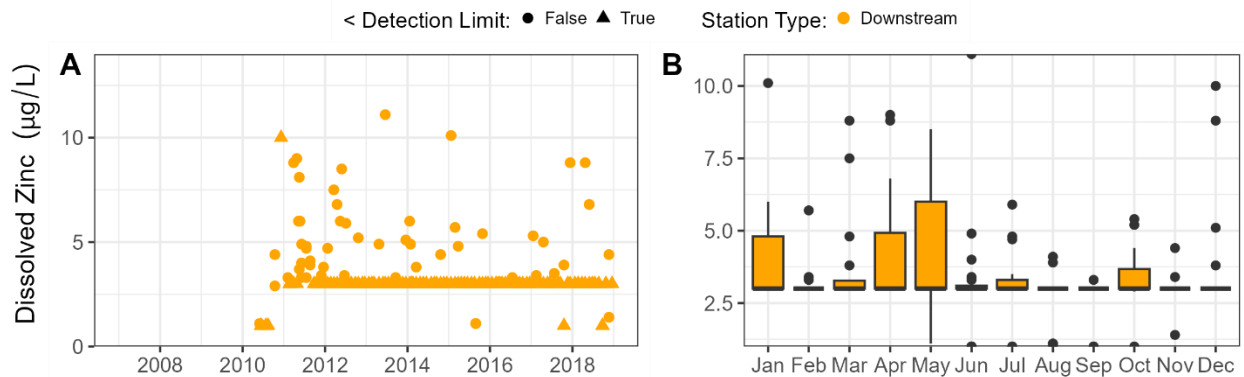 < Detection Limit: False True Station Type: Downstream
A
Dissolved Zinc (µg/L)
10
5
0
2008 2010 2012 2014 2016 2018
B
10.0
7.5
5.0
2.5
Jan Feb Mar Apr May Jun Jul Aug Sep Oct Nov Dec